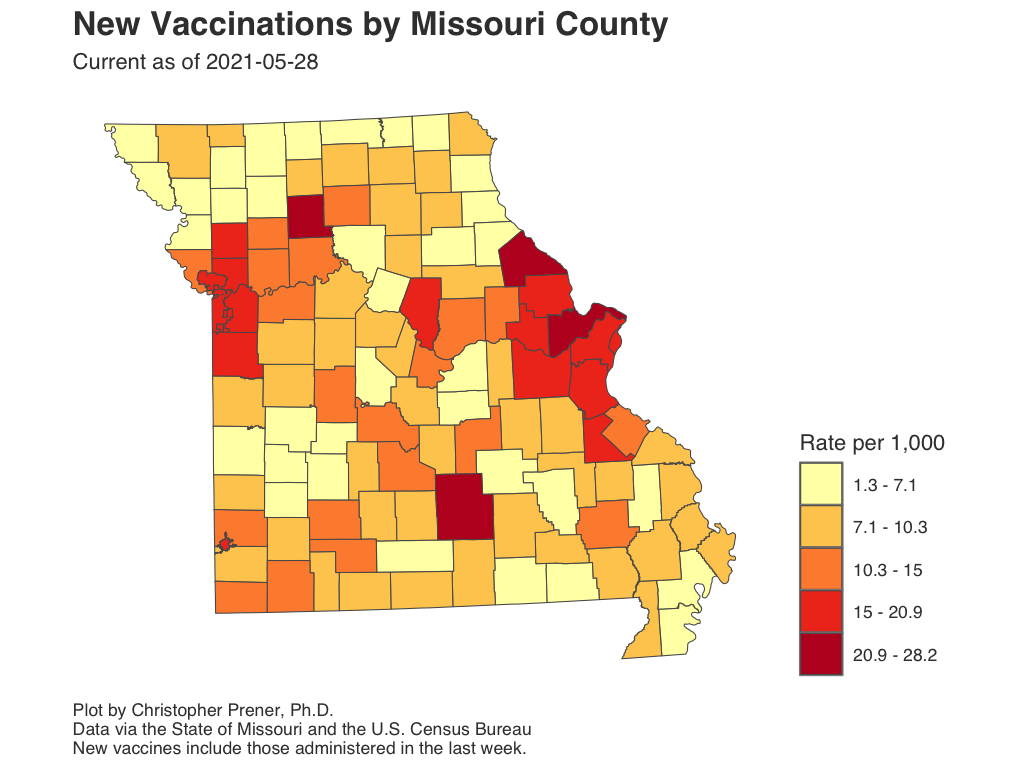 New Vaccinations by Missouri County
Current as of 2021-05-28
Rate per 1,000
1.3 - 7.1
7.1 - 10.3
10.3 - 15
15 - 20.9
20.9 - 28.2
Plot by Christopher Prener, Ph.D.
Data via the State of Missouri and the U.S. Census Bureau
New vaccines include those administered in the last week.